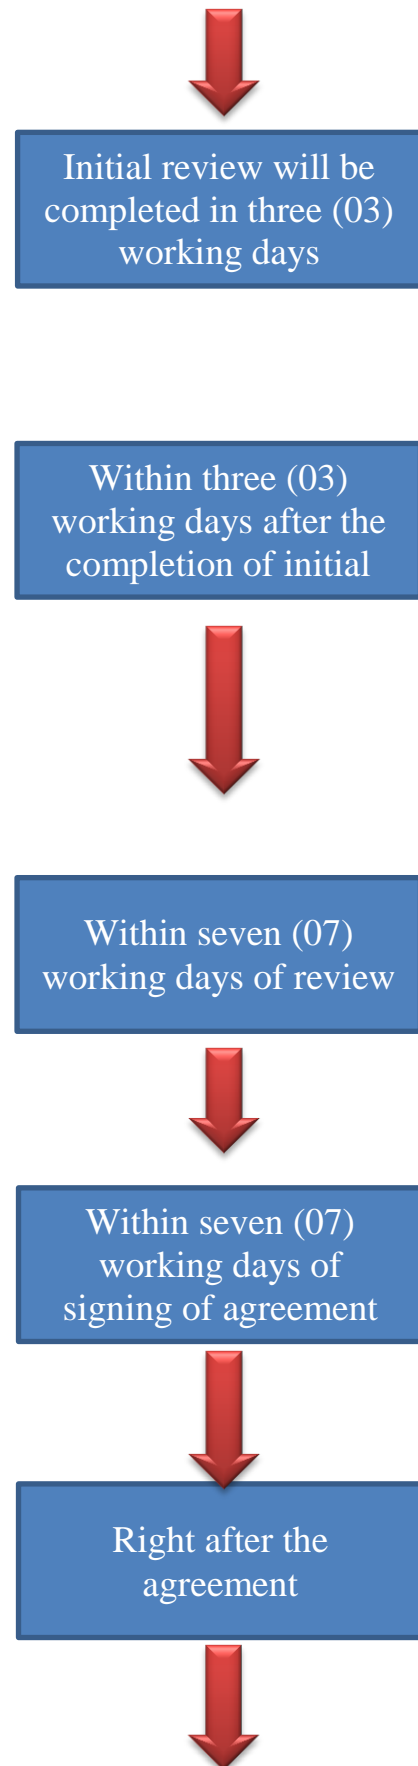 Initial review will be
completed in three (03)
working days
Within three (03)
working days after the
completion of initial
Within seven (07)
working days of review
Within seven (07)
working days of
signing of agreement
Right after the
agreement